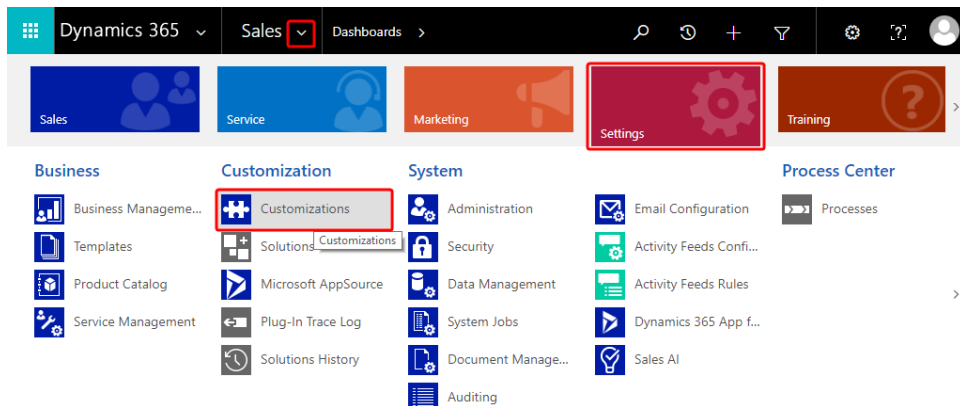 Dynamics 365
Sales
Dashboards
Sales
Service
Marketing
Settings
Training
Business
Customization
System
Process Center
Business Manageme...
Customizations
Administration
Email Configuration
Processes
Templates
Solutions
Customizations
Security
Activity Feeds Confi...
Product Catalog
Microsoft AppSource
Data Management
Activity Feeds Rules
Service Management
Plug-In Trace Log
System Jobs
Dynamics 365 App f...
Solutions History
Document Manage...
Sales AI
Auditing